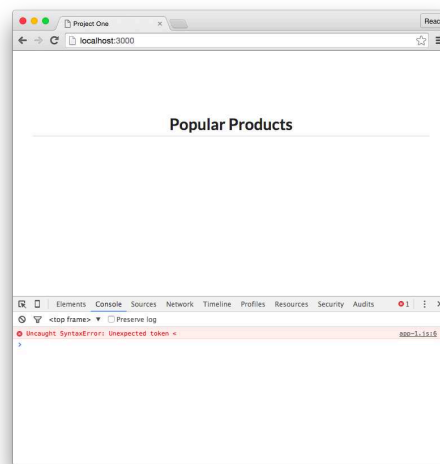 Project One
Reac
localhost:3000
Popular Products
Elements Console Sources Network Timeline Profiles Resources Security Audits 1
<top frame> ▼ Preserve log
Uncaught SyntaxError: Unexpected token < app-1.js:6